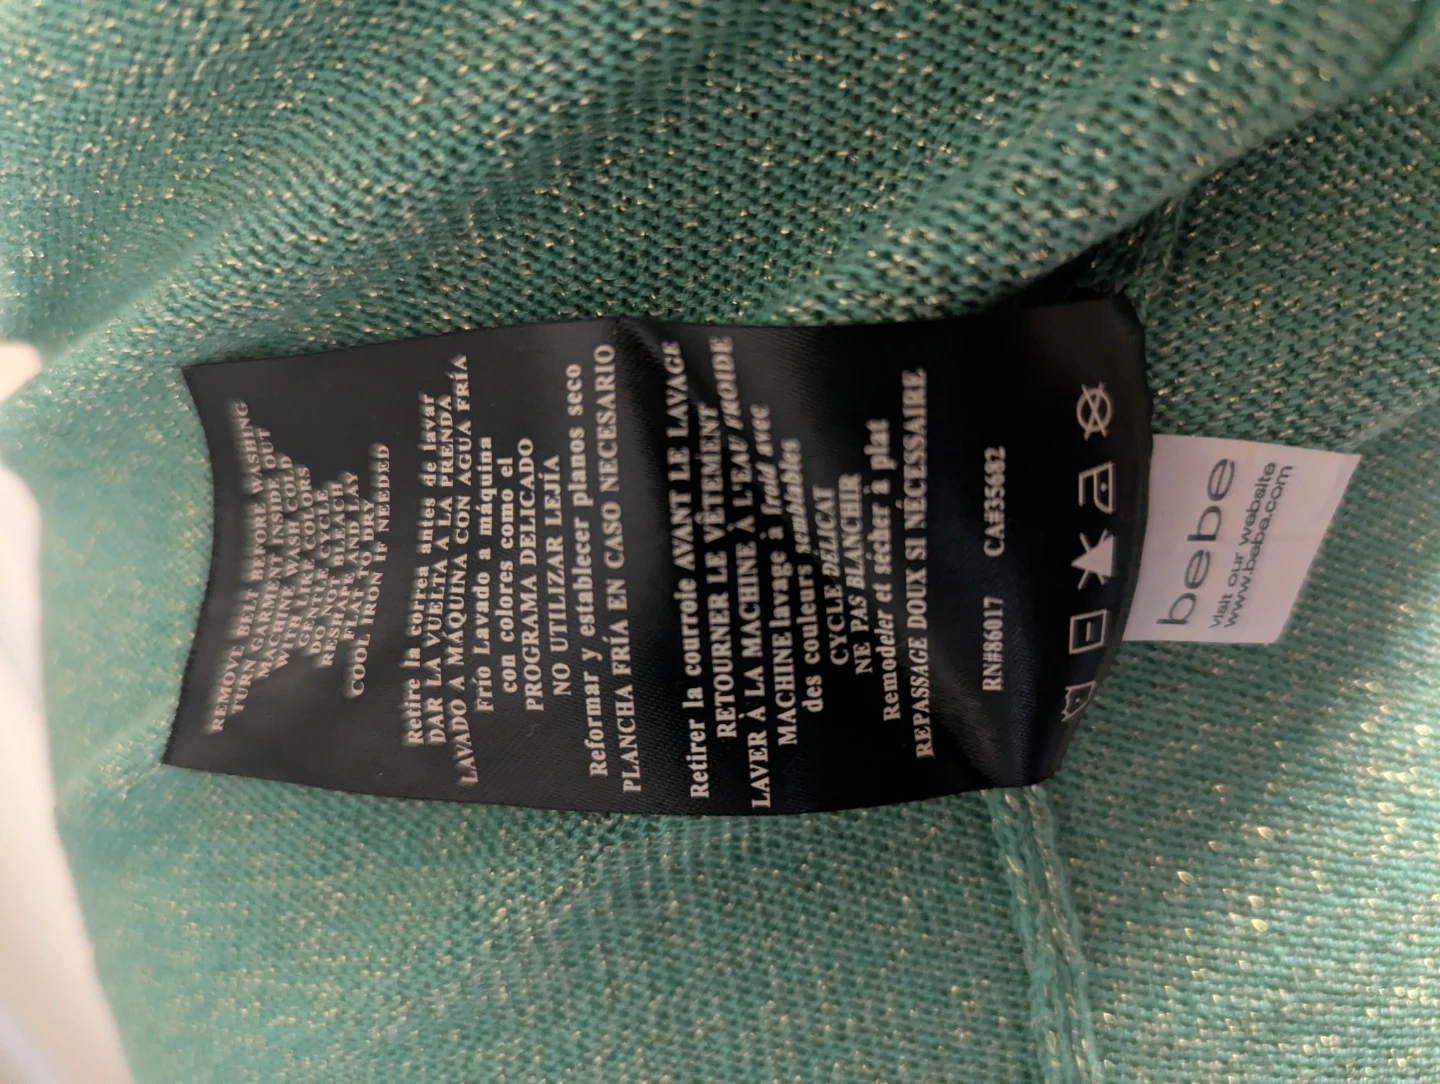 REMOVE BELT BEFORE WASHING
TURN GARMENT INSIDE OUT
MACHINE WASH COLD
WITH LIKE COLORS
GENTLE CYCLE
DO NOT BLEACH
RESHAPE AND LAY
FLAT TO DRY
COOL IRON IF NEEDED
Retire la correa antes de lavar
DAR LA VUELTA A LA PRENDA
LAVADO A MÁQUINA CON AGUA FRÍA
Frío Lavado a máquina
con colores como el
PROGRAMA DELICADO
NO UTILIZAR LEJÍA
Reformar y establecer planos seco
PLANCHA FRÍA EN CASO NECESARIO
Retirer la courroie AVANT LE LAVAGE
RETOURNER LE VÊTEMENT
LAVER À LA MACHINE À L'EAU FROIDE
MACHINE lavage à froid avec
des couleurs semblables
CYCLE DÉLICAT
NE PAS BLANCHIR
Remodeler et sécher à plat
REPASSAGE DOUX SI NÉCESSAIRE
RN#86017 CAE35682
bebe
visit our website
www.bebe.com